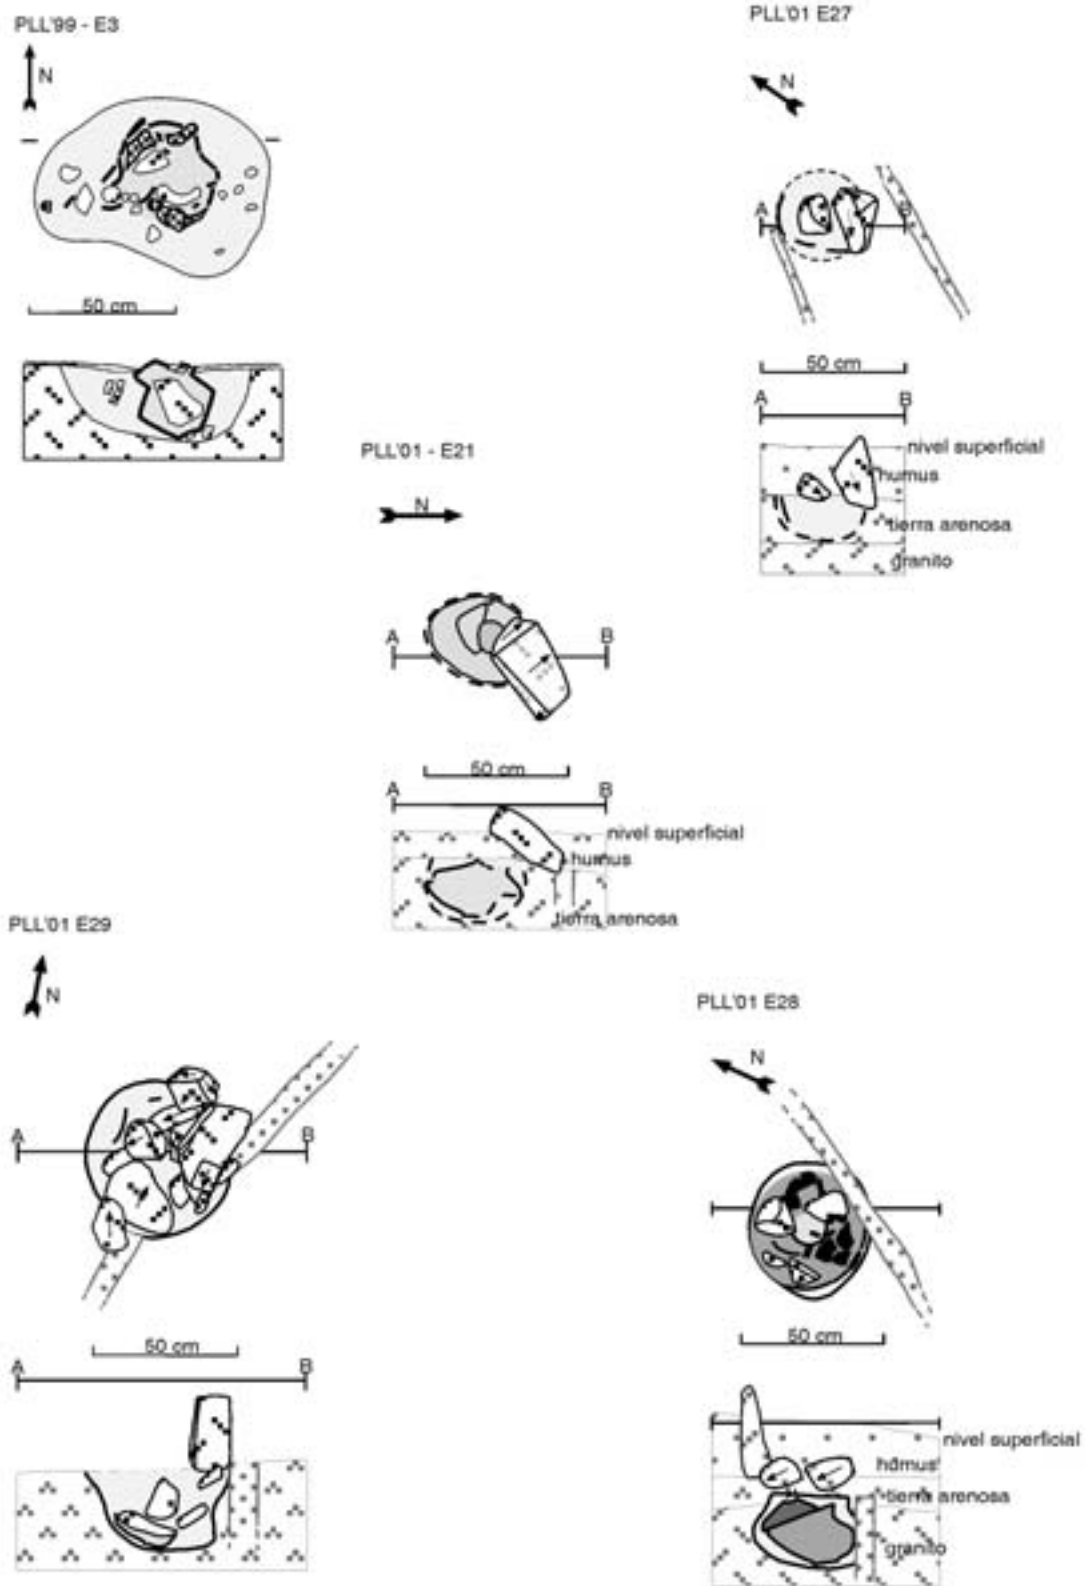 PLL'99 - E3
N
50 cm
PLL'01 E27
N
A
50 cm
A B
nivel superficial
humus
tierra arenosa
granito
PLL'01 - E21
N
A B
50 cm
A B
nivel superficial
humus
tierra arenosa
PLL'01 E29
N
A B
50 cm
A B
PLL'01 E28
N
50 cm
nivel superficial
humus
tierra arenosa
granito